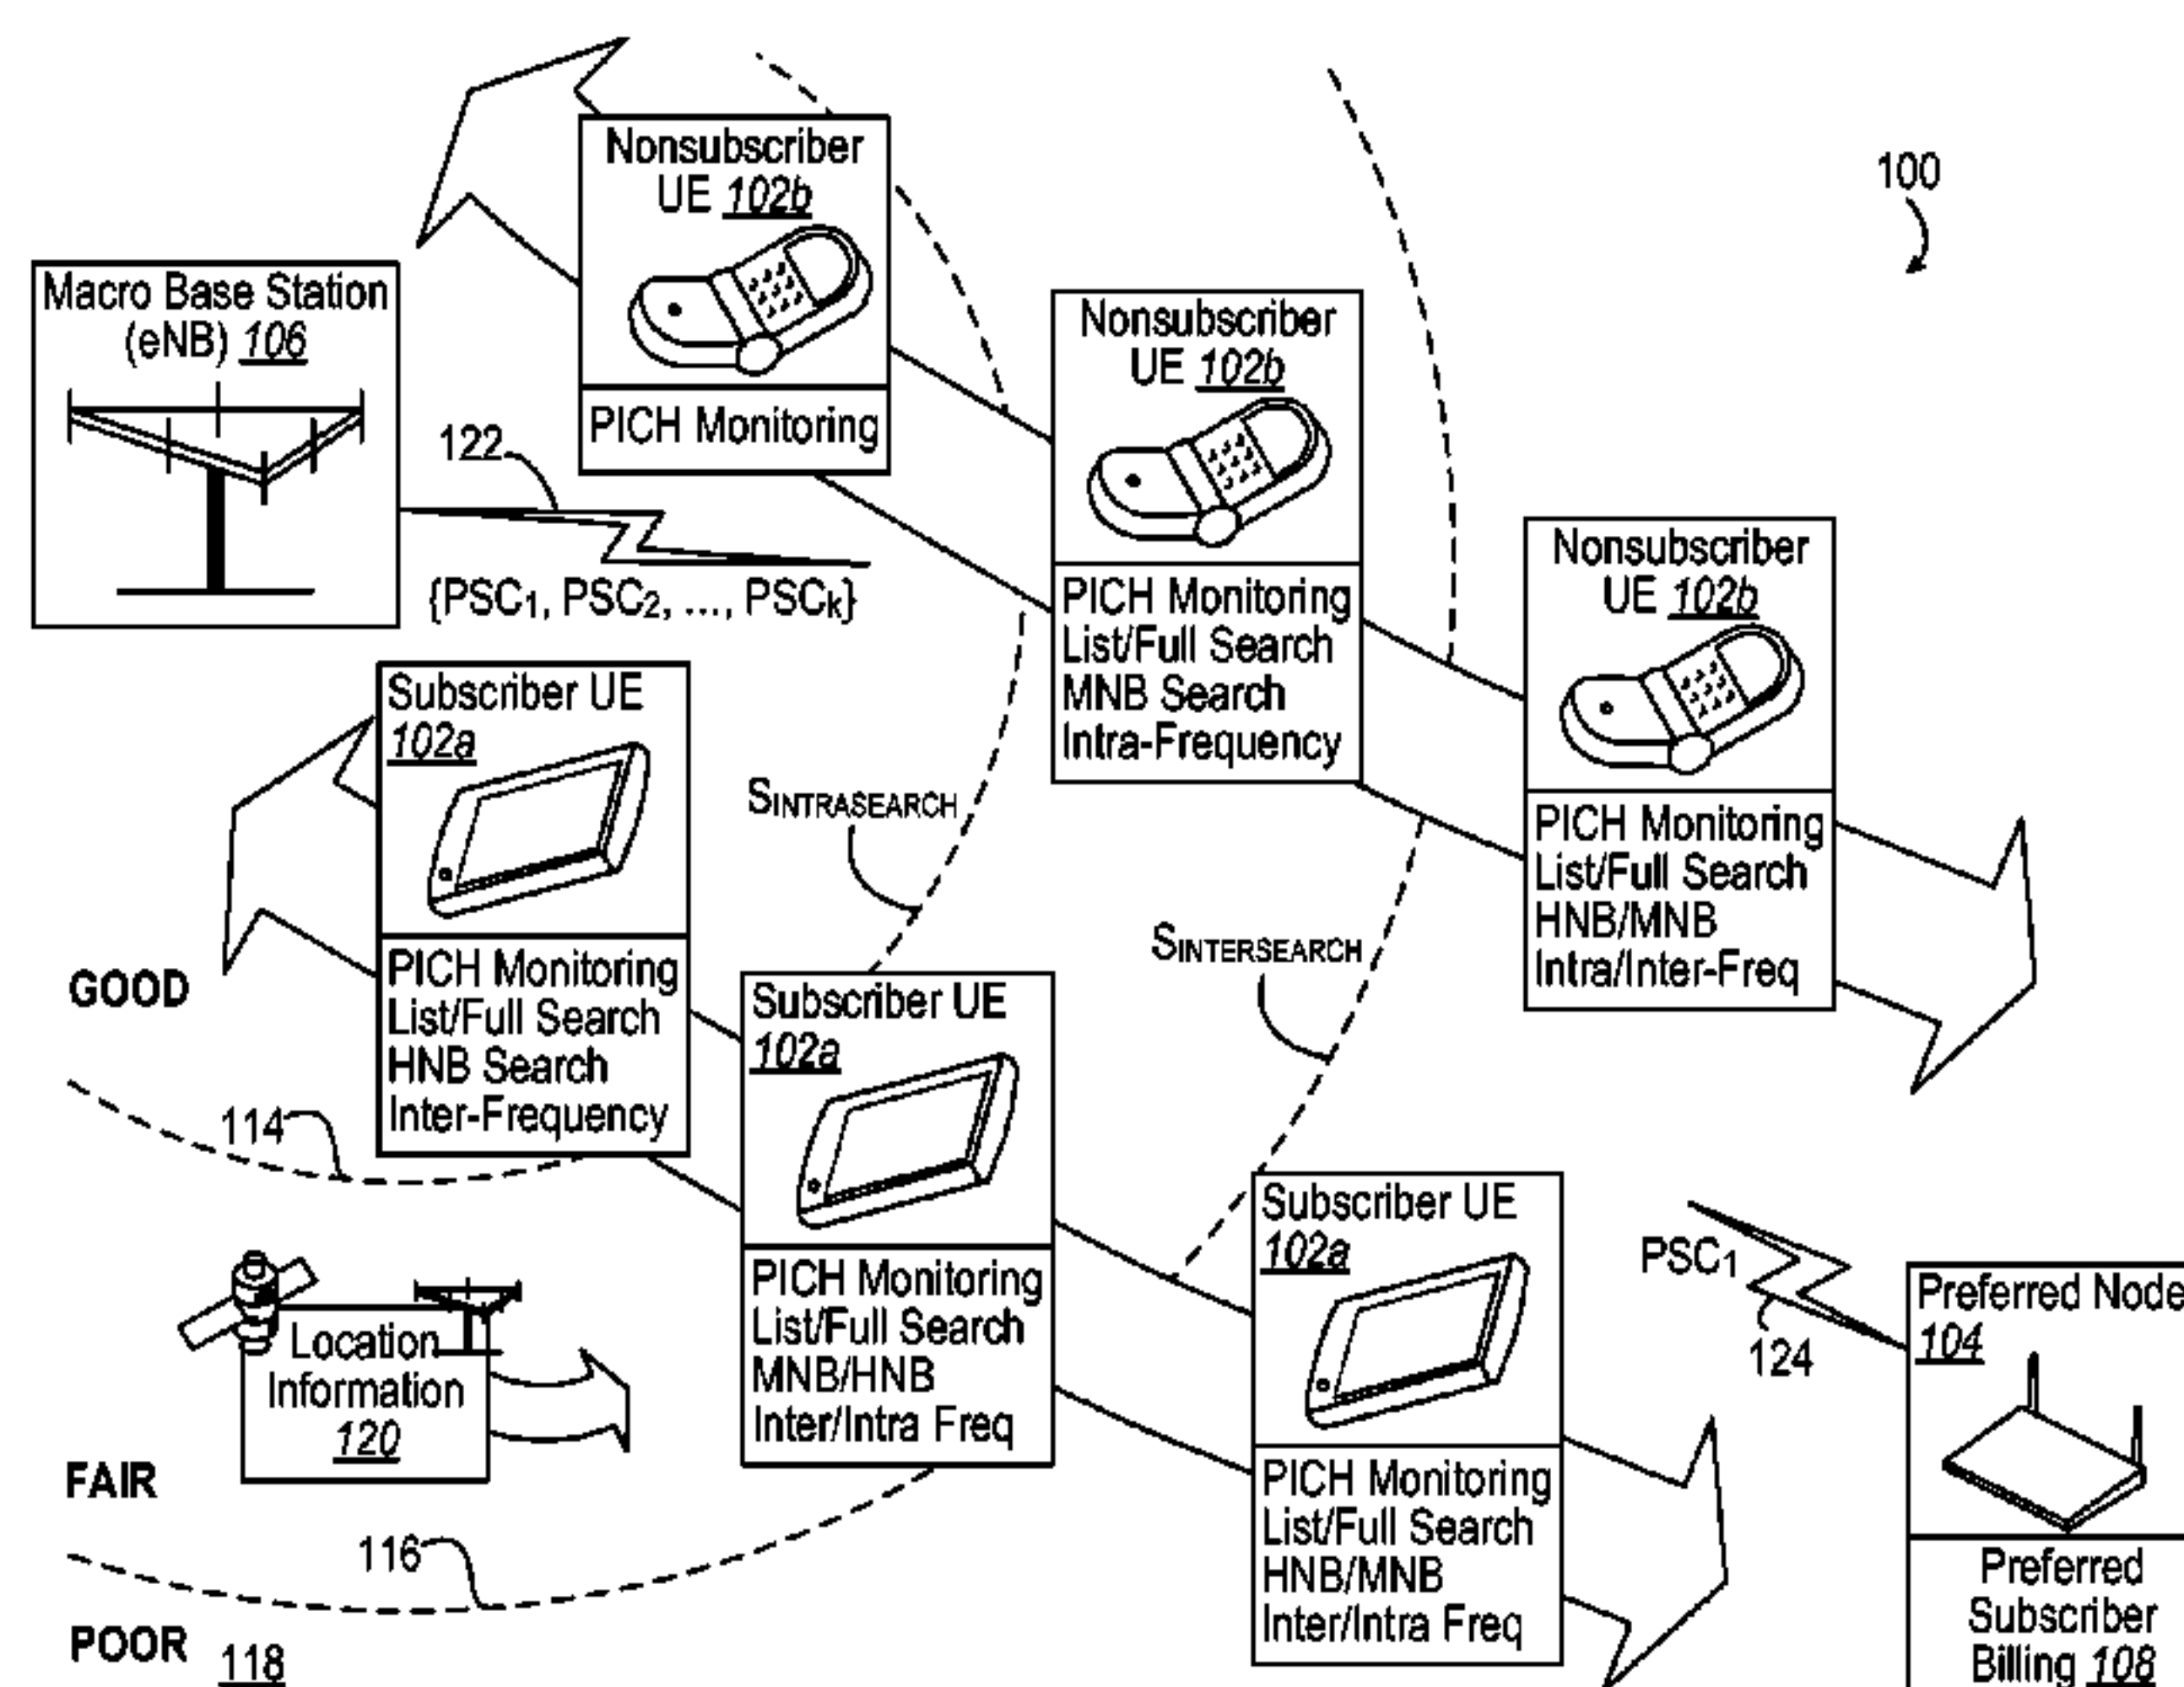 100
Nonsubscriber
UE 102b
PICH Monitoring
Macro Base Station
(eNB) 106
122
{PSC1, PSC2, ..., PSCk}
Nonsubscriber
UE 102b
PICH Monitoring
List/Full Search
MNB Search
Intra-Frequency
Nonsubscriber
UE 102b
PICH Monitoring
List/Full Search
HNB/MNB
Intra/Inter-Freq
Subscriber UE
102a
PICH Monitoring
List/Full Search
HNB Search
Inter-Frequency
SINTRASEARCH
SINTERSEARCH
GOOD
114
Subscriber UE
102a
PICH Monitoring
List/Full Search
MNB/HNB
Inter/Intra Freq
Subscriber UE
102a
PICH Monitoring
List/Full Search
HNB/MNB
Inter/Intra Freq
PSC1
124
Preferred Node
104
Preferred
Subscriber
Billing 108
Location
Information
120
FAIR
116
POOR
118